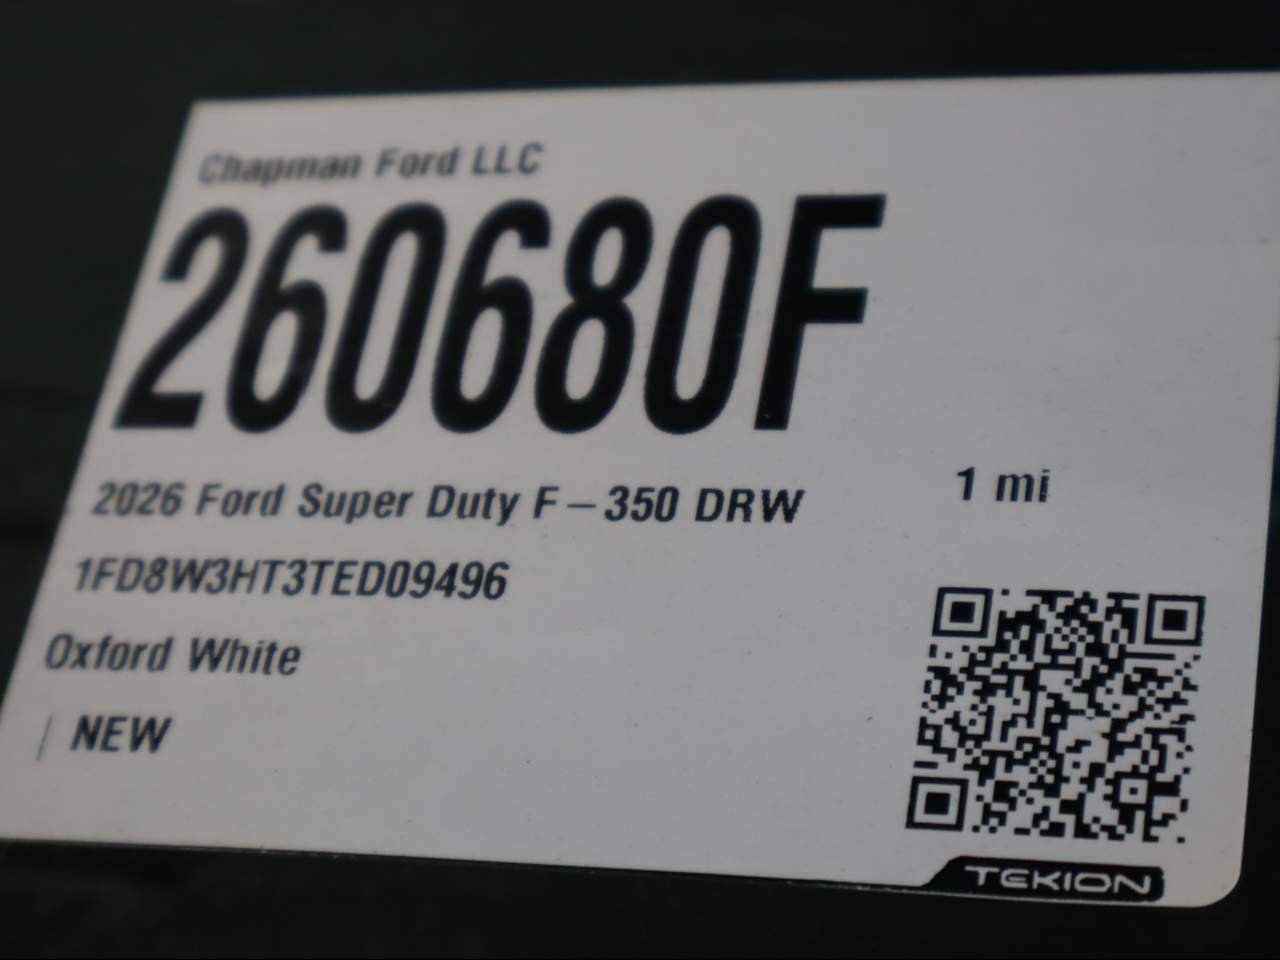 Chapman Ford LLC
260680F
2026 Ford Super Duty F-350 DRW
1 mi
1FD8W3HT3TED09496
Oxford White
| NEW
TEKION